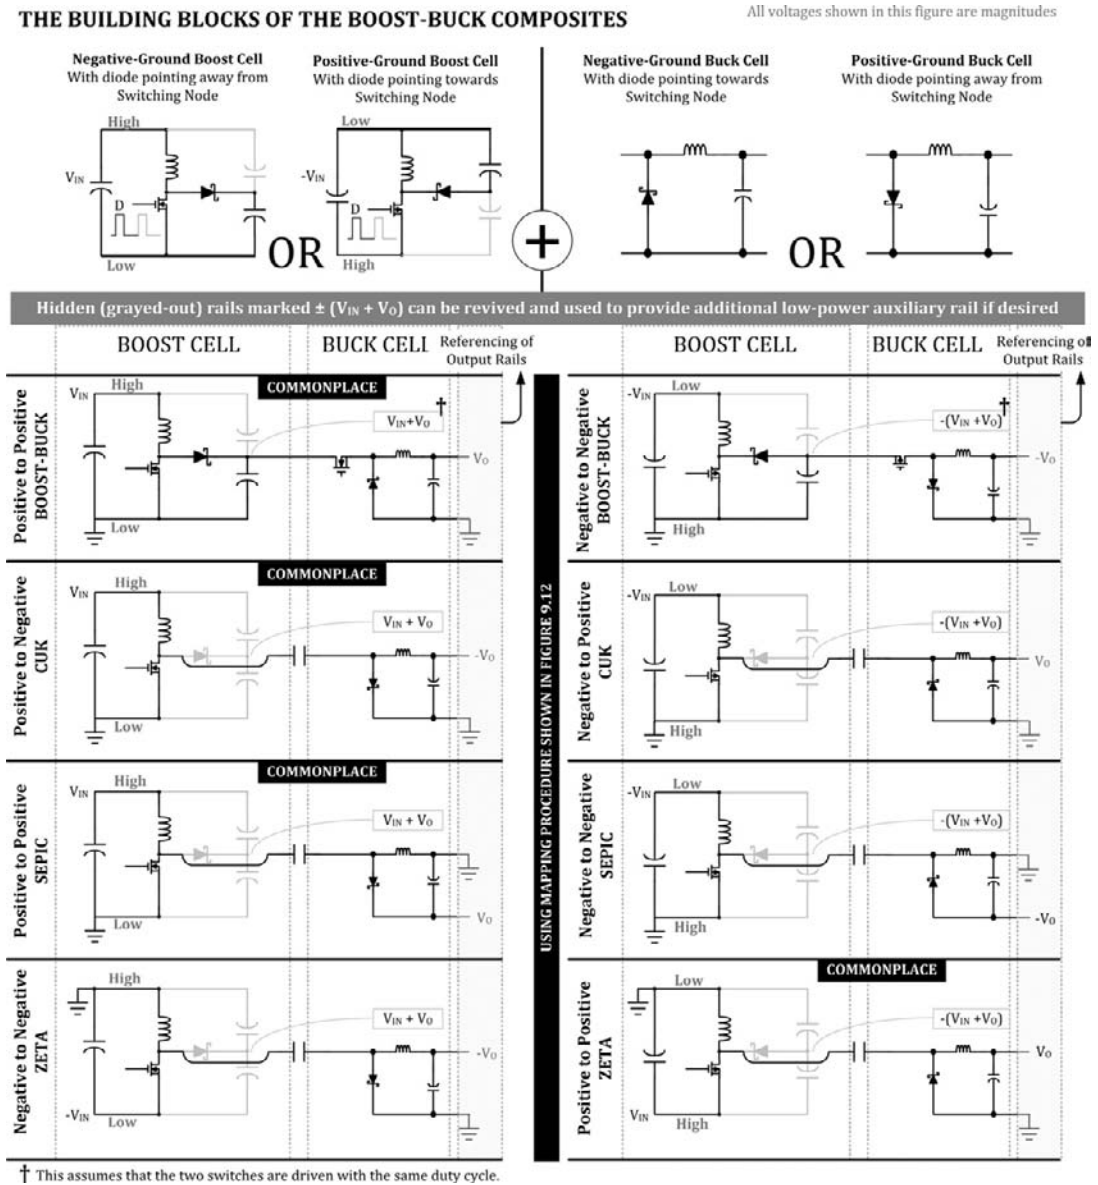 THE BUILDING BLOCKS OF THE BOOST-BUCK COMPOSITES
All voltages shown in this figure are magnitudes
Negative-Ground Boost Cell
With diode pointing away from
Switching Node
Positive-Ground Boost Cell
With diode pointing towards
Switching Node
Negative-Ground Buck Cell
With diode pointing towards
Switching Node
Positive-Ground Buck Cell
With diode pointing away from
Switching Node
High
VIN
D
Low
OR
Low
-VIN
D
High
+
OR
Hidden (grayed-out) rails marked ± (VIN + VO) can be revived and used to provide additional low-power auxiliary rail if desired
BOOST CELL
BUCK CELL
Referencing of
Output Rails
BOOST CELL
BUCK CELL
Referencing of
Output Rails
Positive to Positive
BOOST-BUCK
COMMONPLACE
High
VIN
VIN+VO
†
VO
Low
Negative to Negative
BOOST-BUCK
Low
-VIN
-(VIN +VO)
†
-VO
High
USING MAPPING PROCEDURE SHOWN IN FIGURE 9.12
Positive to Negative
CUK
COMMONPLACE
High
VIN
VIN + VO
-VO
Low
Negative to Positive
CUK
Low
-VIN
-(VIN +VO)
VO
High
Positive to Positive
SEPIC
COMMONPLACE
High
VIN
VIN + VO
VO
Low
Negative to Negative
SEPIC
Low
-VIN
-(VIN +VO)
-VO
High
Negative to Negative
ZETA
High
VIN + VO
-VO
-VIN
Low
Positive to Positive
ZETA
COMMONPLACE
Low
-(VIN +VO)
VO
VIN
High
† This assumes that the two switches are driven with the same duty cycle.